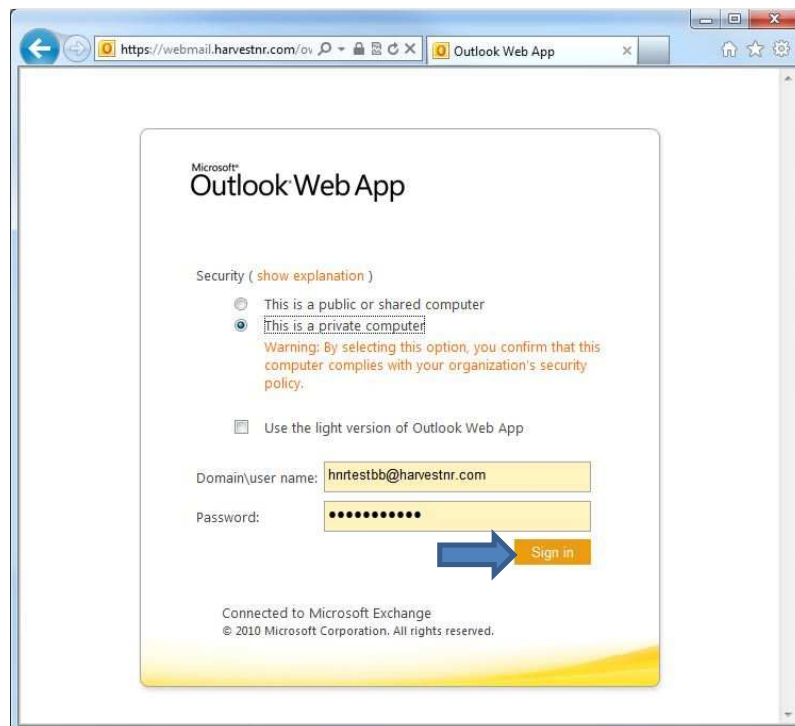 https://webmail.harvestnr.com/ov
Outlook Web App
Microsoft®
Outlook Web App
Security ( show explanation )
This is a public or shared computer
This is a private computer
Warning: By selecting this option, you confirm that this
computer complies with your organization's security
policy.
Use the light version of Outlook Web App
Domain\user name: hnrtestbb@harvestnr.com
Password: ●●●●●●●●●●●
Sign in
Connected to Microsoft Exchange
© 2010 Microsoft Corporation. All rights reserved.